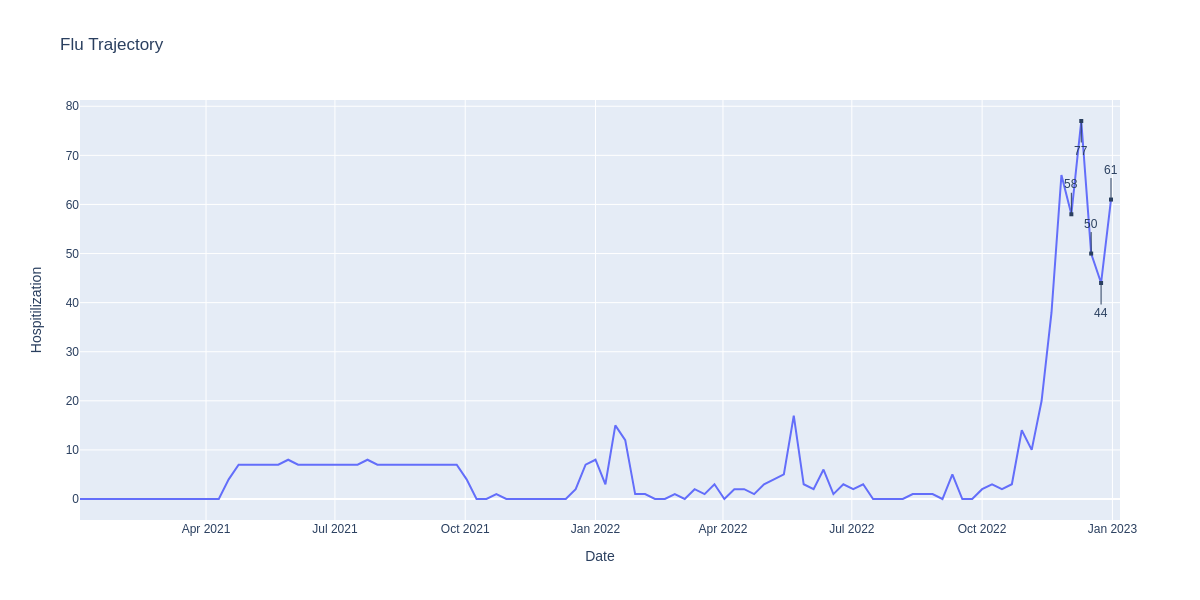 Flu Trajectory
80
70
60
50
40
30
20
10
0
Hospitilization
58
77
50
44
61
Apr 2021
Jul 2021
Oct 2021
Jan 2022
Apr 2022
Jul 2022
Oct 2022
Jan 2023
Date